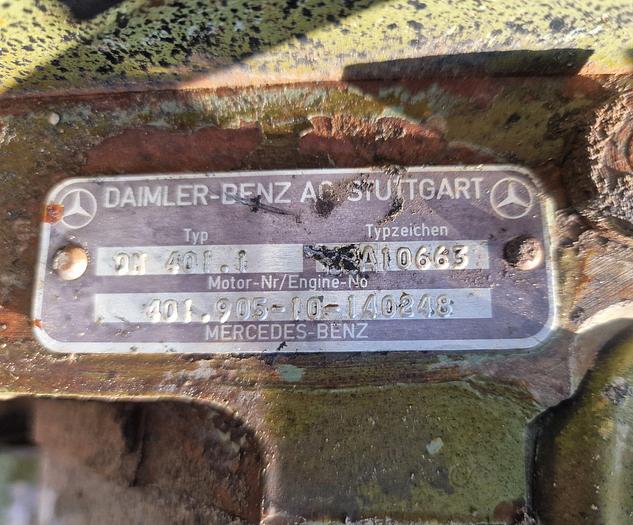 DAIMLER-BENZ AG STUTTGART
Typ Typzeichen
OM 401.1 A10663
Motor-Nr/Engine-No
401.905-10-140248
MERCEDES-BENZ